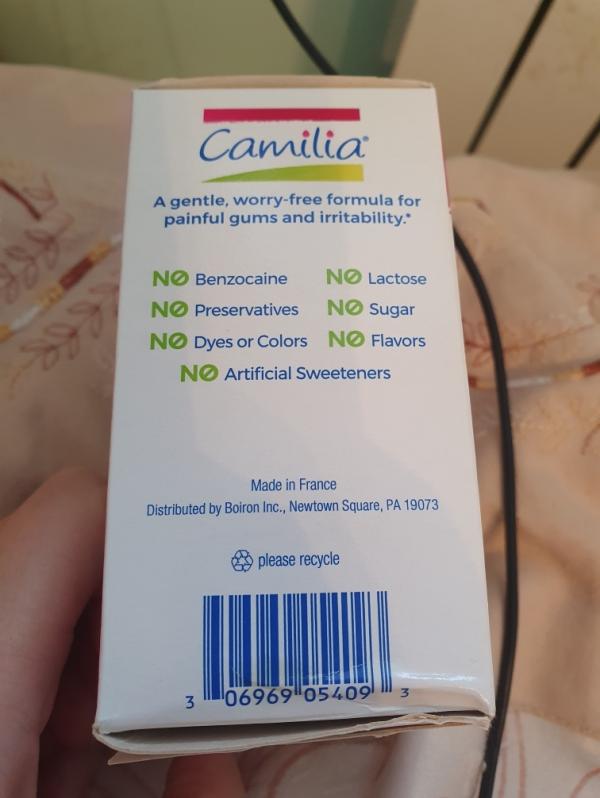 Camilia®
A gentle, worry-free formula for
painful gums and irritability.*
NO Benzocaine NO Lactose
NO Preservatives NO Sugar
NO Dyes or Colors NO Flavors
NO Artificial Sweeteners
Made in France
Distributed by Boiron Inc., Newtown Square, PA 19073
please recycle
3 06969 05409 3